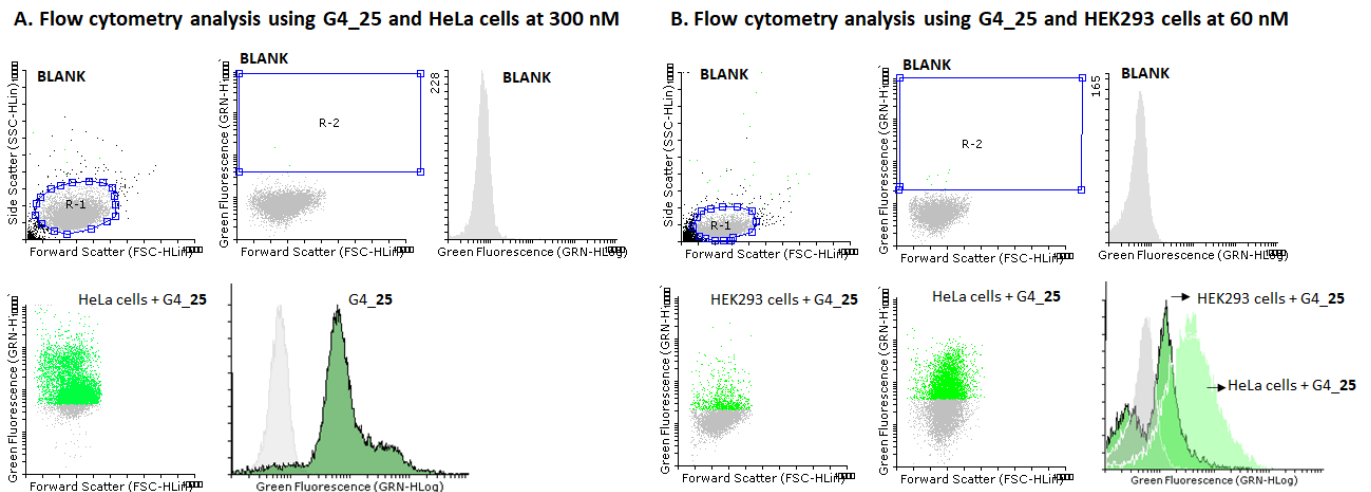 A. Flow cytometry analysis using G4_25 and HeLa cells at 300 nM
BLANK
Side Scatter (SSC-HLin)
R-1
Forward Scatter (FSC-HLin)
BLANK
Green Fluorescence (GRN-H
R-2
Forward Scatter (FSC-HLin)
BLANK
228
Green Fluorescence (GRN-HLog)
HeLa cells + G4_25
Green Fluorescence (GRN-H
Forward Scatter (FSC-HLin)
G4_25
Green Fluorescence (GRN-HLog)
B. Flow cytometry analysis using G4_25 and HEK293 cells at 60 nM
BLANK
Side Scatter (SSC-HLin)
R-1
Forward Scatter (FSC-HLin)
BLANK
Green Fluorescence (GRN-H
R-2
Forward Scatter (FSC-HLin)
BLANK
165
Green Fluorescence (GRN-HLog)
HEK293 cells + G4_25
Green Fluorescence (GRN-H
Forward Scatter (FSC-HLin)
HeLa cells + G4_25
Green Fluorescence (GRN-H
Forward Scatter (FSC-HLin)
HEK293 cells + G4_25
HeLa cells + G4_25
Green Fluorescence (GRN-HLog)